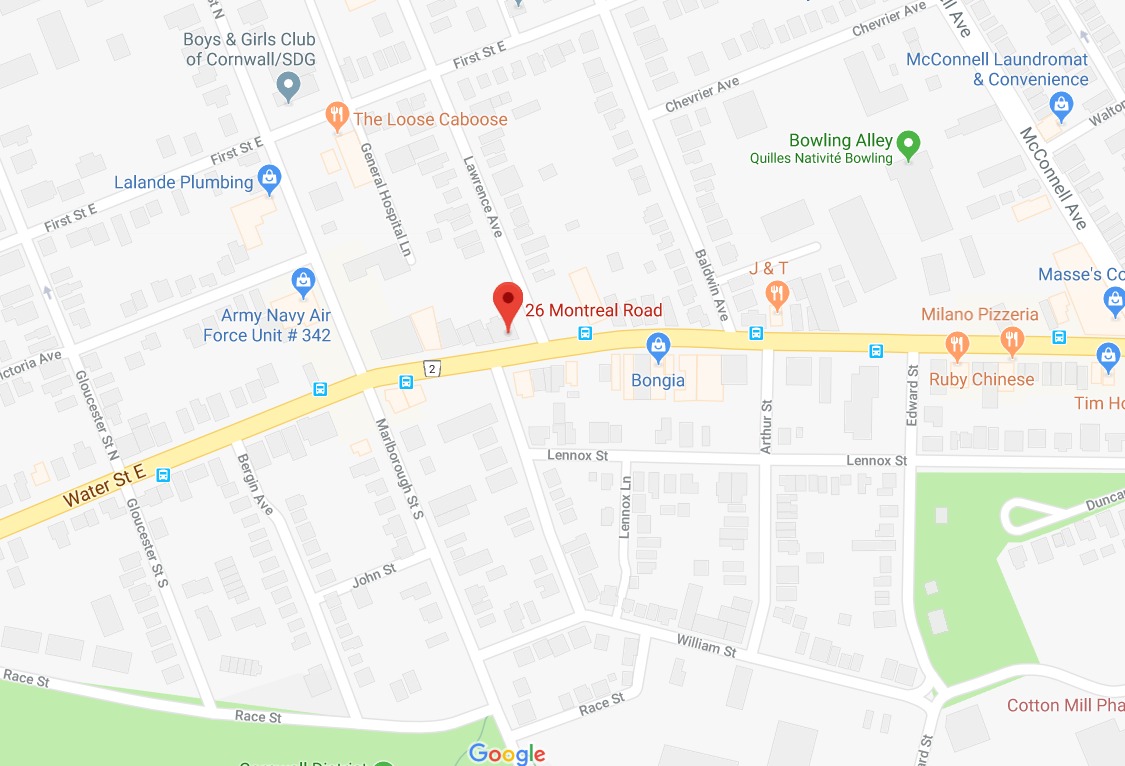 St N
Boys & Girls Club
of Cornwall/SDG
First St E
Chevrier Ave
McConnell Laundromat
& Convenience
The Loose Caboose
Chevrier Ave
Walton
First St E
General Hospital Ln
Lawrence Ave
Bowling Alley
Quilles Nativité Bowling
McConnell Ave
Lalande Plumbing
First St E
Baldwin Ave
J & T
Masse's Co
Army Navy Air
Force Unit # 342
26 Montreal Road
Milano Pizzeria
2
Bongia
Ruby Chinese
Tim Ho
Gloucester St N
Marlborough St S
Arthur St
Edward St
Lennox St
Lennox St
Water St E
Bergin Ave
Lennox Ln
Gloucester St S
John St
William St
Race St
Race St
Race St
Cotton Mill Pha
Google